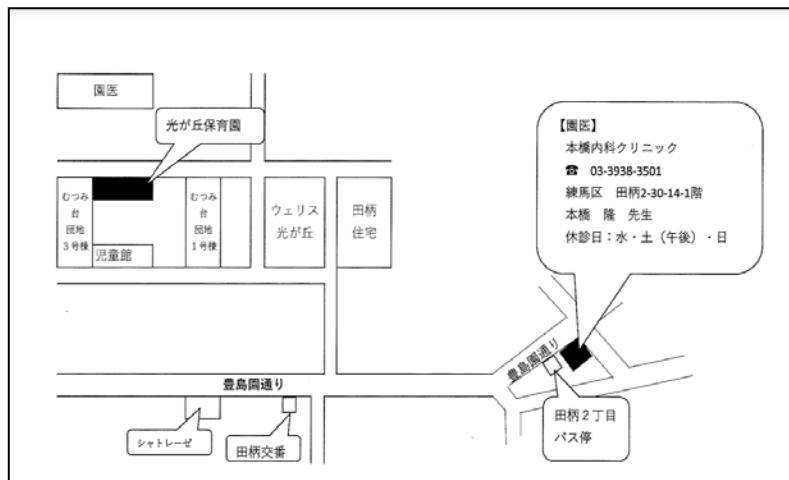 園医
光が丘保育園
【園医】
本橋内科クリニック
☎ 03-3938-3501
練馬区 田柄2-30-14-1階
本橋 隆 先生
休診日：水・土（午後）・日
むつみ
台
団地
3号棟
児童館
むつみ
台
団地
1号棟
ウェリス
光が丘
田柄
住宅
豊島園通り
豊島園通り
シャトレーゼ
田柄交番
田柄２丁目
バス停